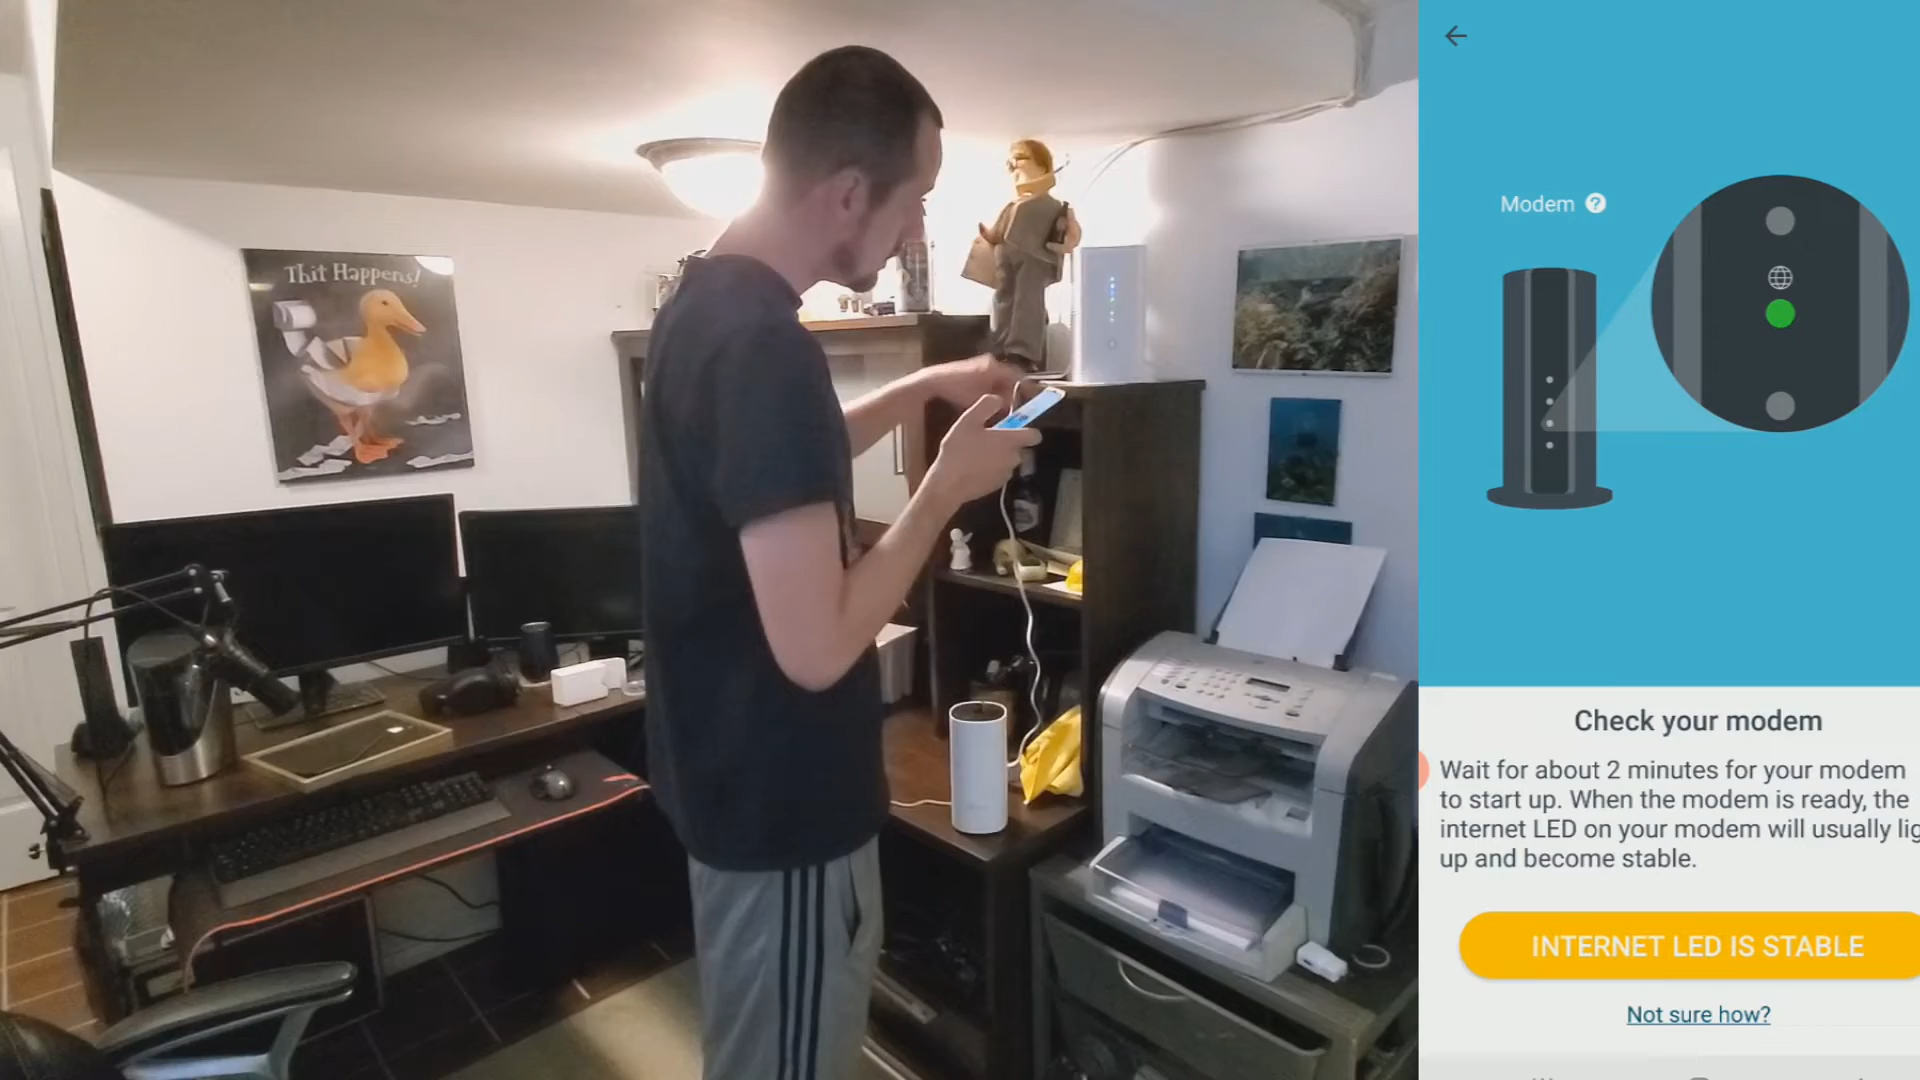 Thit Happens!
Modem ?
Check your modem
Wait for about 2 minutes for your modem
to start up. When the modem is ready, the
internet LED on your modem will usually lig
up and become stable.
INTERNET LED IS STABLE
Not sure how?